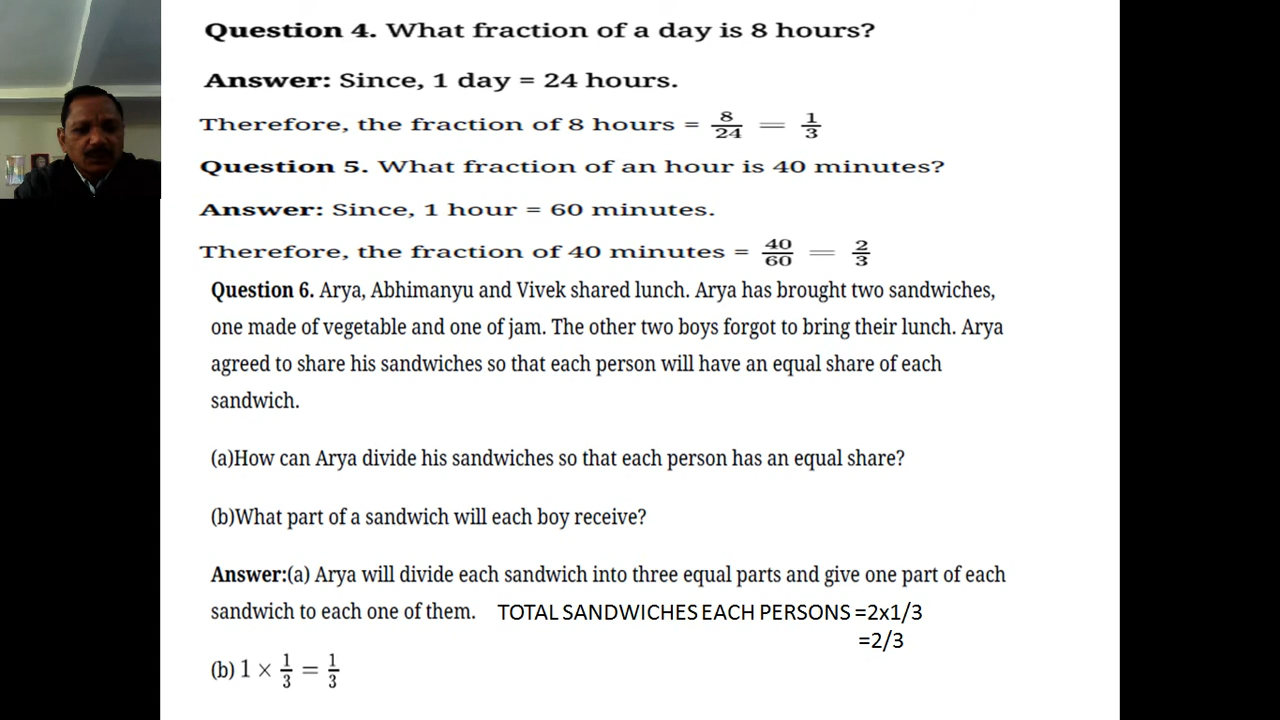 Question 4. What fraction of a day is 8 hours?
Answer: Since, 1 day = 24 hours.
Therefore, the fraction of 8 hours = 8/24 = 1/3
Question 5. What fraction of an hour is 40 minutes?
Answer: Since, 1 hour = 60 minutes.
Therefore, the fraction of 40 minutes = 40/60 = 2/3
Question 6. Arya, Abhimanyu and Vivek shared lunch. Arya has brought two sandwiches,
one made of vegetable and one of jam. The other two boys forgot to bring their lunch. Arya
agreed to share his sandwiches so that each person will have an equal share of each
sandwich.
(a)How can Arya divide his sandwiches so that each person has an equal share?
(b)What part of a sandwich will each boy receive?
Answer:(a) Arya will divide each sandwich into three equal parts and give one part of each
sandwich to each one of them. TOTAL SANDWICHES EACH PERSONS =2x1/3
=2/3
(b) 1 × 1/3 = 1/3